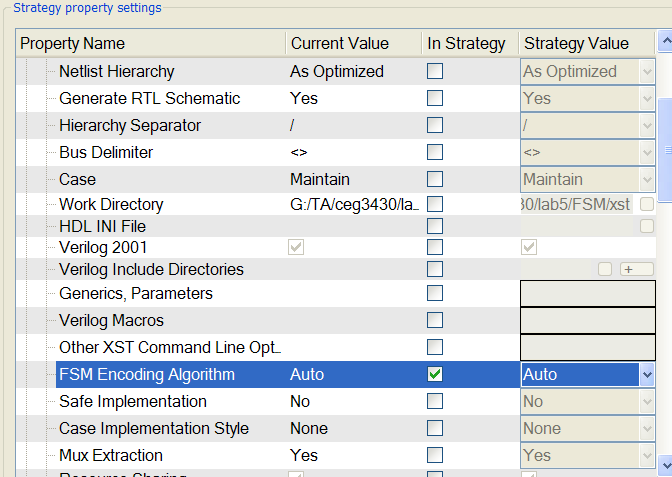 Strategy property settings
Property Name Current Value In Strategy Strategy Value
Netlist Hierarchy As Optimized As Optimized
Generate RTL Schematic Yes Yes
Hierarchy Separator / /
Bus Delimiter <> <>
Case Maintain Maintain
Work Directory G:/TA/ceg3430/la... 30/lab5/FSM/xst
HDL INI File
Verilog 2001
Verilog Include Directories +
Generics, Parameters
Verilog Macros
Other XST Command Line Opt...
FSM Encoding Algorithm Auto Auto
Safe Implementation No No
Case Implementation Style None None
Mux Extraction Yes Yes
Resource Sharing